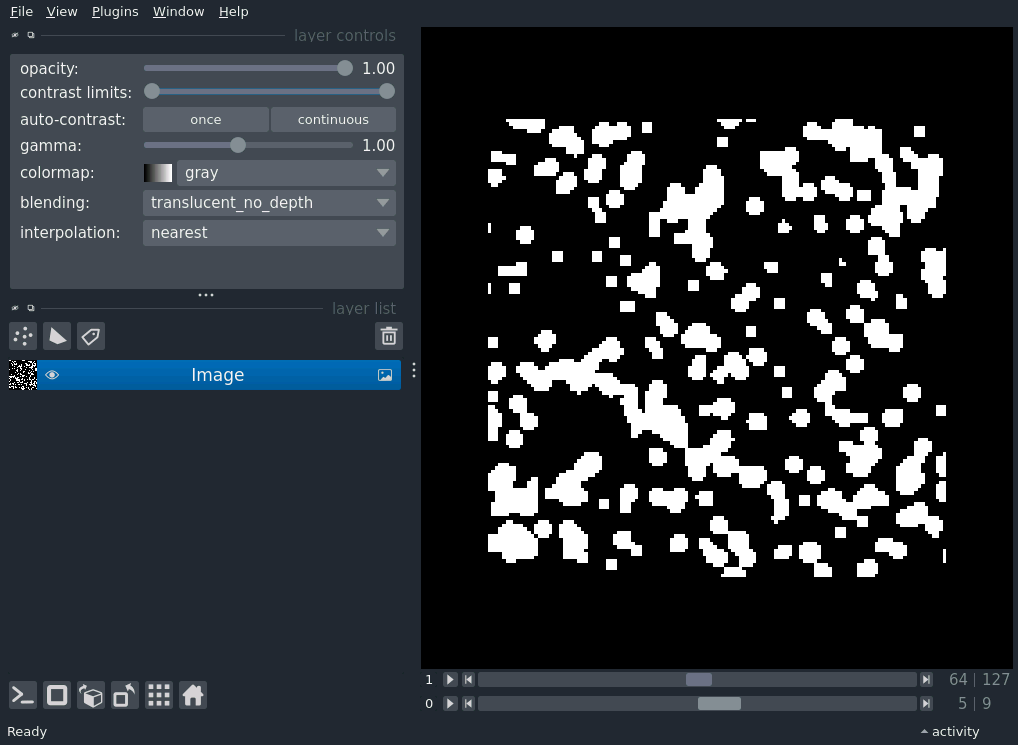 File View Plugins Window Help
layer controls
opacity: 1.00
contrast limits:
auto-contrast: once continuous
gamma: 1.00
colormap: gray
blending: translucent_no_depth
interpolation: nearest
layer list
Image
1 64 | 127
0 5 | 9
Ready activity